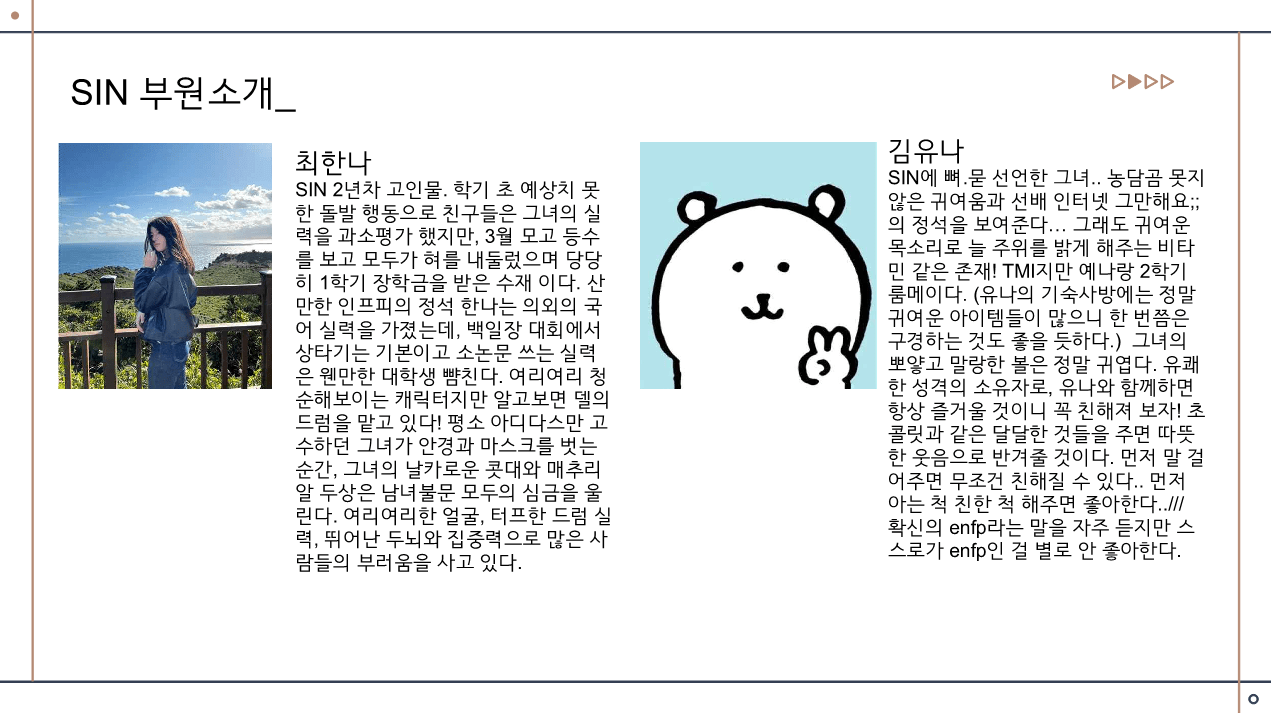 SIN 부원소개_
최한나
SIN 2년차 고인물. 학기 초 예상치 못
한 돌발 행동으로 친구들은 그녀의 실
력을 과소평가 했지만, 3월 모고 등수
를 보고 모두가 혀를 내둘렀으며 당당
히 1학기 장학금을 받은 수재 이다. 산
만한 인프피의 정석 한나는 의외의 국
어 실력을 가졌는데, 백일장 대회에서
상타기는 기본이고 소논문 쓰는 실력
은 웬만한 대학생 뺨친다. 여리여리 청
순해보이는 캐릭터지만 알고보면 델의
드럼을 맡고 있다! 평소 아디다스만 고
수하던 그녀가 안경과 마스크를 벗는
순간, 그녀의 날카로운 콧대와 매추리
알 두상은 남녀불문 모두의 심금을 울
린다. 여리여리한 얼굴, 터프한 드럼 실
력, 뛰어난 두뇌와 집중력으로 많은 사
람들의 부러움을 사고 있다.
김유나
SIN에 뼈.묻 선언한 그녀.. 농담곰 못지
않은 귀여움과 선배 인터넷 그만해요;;
의 정석을 보여준다… 그래도 귀여운
목소리로 늘 주위를 밝게 해주는 비타
민 같은 존재! TMI지만 예나랑 2학기
룸메이다. (유나의 기숙사방에는 정말
귀여운 아이템들이 많으니 한 번쯤은
구경하는 것도 좋을 듯하다.) 그녀의
뽀얗고 말랑한 볼은 정말 귀엽다. 유쾌
한 성격의 소유자로, 유나와 함께하면
항상 즐거울 것이니 꼭 친해져 보자! 초
콜릿과 같은 달달한 것들을 주면 따뜻
한 웃음으로 반겨줄 것이다. 먼저 말 걸
어주면 무조건 친해질 수 있다.. 먼저
아는 척 친한 척 해주면 좋아한다..///
확신의 enfp라는 말을 자주 듣지만 스
스로가 enfp인 걸 별로 안 좋아한다.